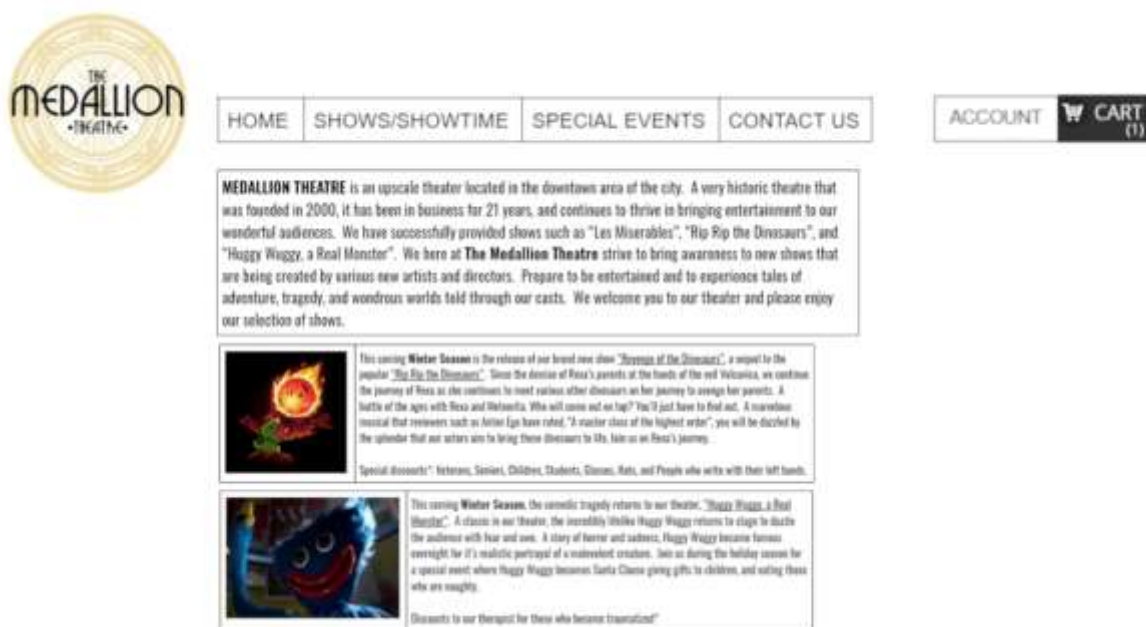 THE
MEDALLION
•THEATRE•
HOME SHOWS/SHOWTIME SPECIAL EVENTS CONTACT US
ACCOUNT CART
(1)
MEDALLION THEATRE is an upscale theater located in the downtown area of the city. A very historic theatre that
was founded in 2000, it has been in business for 21 years, and continues to thrive in bringing entertainment to our
wonderful audiences. We have successfully provided shows such as "Les Miserables", "Rip Rip the Dinosaurs", and
"Huggy Wuggy, a Real Monster". We here at The Medallion Theatre strive to bring awareness to new shows that
are being created by various new artists and directors. Prepare to be entertained and to experience tales of
adventure, tragedy, and wondrous worlds told through our casts. We welcome you to our theater and please enjoy
our selection of shows.
This coming Winter Season is the release of our brand new show "Revenge of the Dinosaurs", a sequel to the
popular "Rip Rip the Dinosaurs". Since the demise of Rexa's parents at the hands of the evil Volcanica, we continue
the journey of Rexa as she continues to meet various other dinosaurs on her journey to avenge her parents. A
battle of the ages with Rexa and Meteorita. Who will come out on top? You'll just have to find out. A marvelous
musical that reviewers such as Anton Ego have rated, "A master class of the highest order", you will be dazzled by
the splendor that our actors aim to bring these dinosaurs to life. Join us on Rexa's journey.
Special discounts* Veterans, Seniors, Children, Students, Glasses, Hats, and People who write with their left hands.
This coming Winter Season, the comedic tragedy returns to our theater, "Huggy Wuggy, a Real
Monster". A classic in our theater, the incredibly lifelike Huggy Wuggy returns to stage to dazzle
the audience with fear and awe. A story of horror and sadness, Huggy Wuggy became famous
overnight for it's realistic portrayal of a malevolent creature. Join us during the holiday season for
a special event where Huggy Wuggy becomes Santa Clause giving gifts to children, and eating those
who are naughty.
Discounts to our therapist for those who become traumatized*